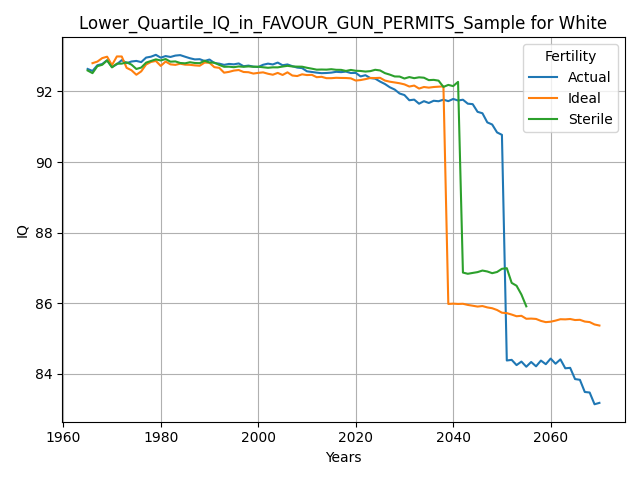 Lower_Quartile_IQ_in_FAVOUR_GUN_PERMITS_Sample for White
Fertility
Actual
Ideal
Sterile
92
90
88
86
84
IQ
1960
1980
2000
2020
2040
2060
Years